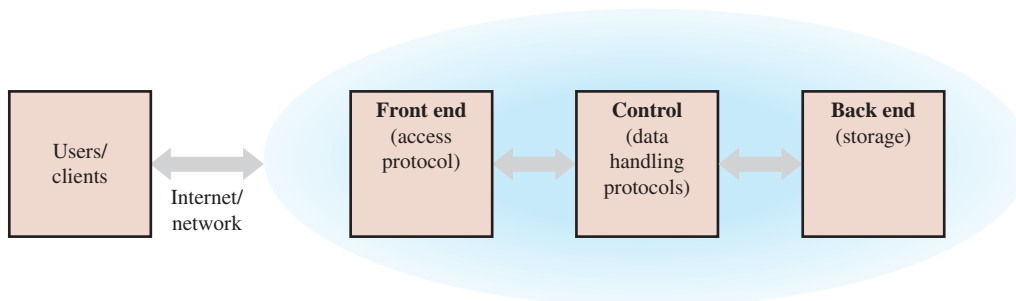 Users/
clients
Internet/
network
Front end
(access
protocol)
Control
(data
handling
protocols)
Back end
(storage)